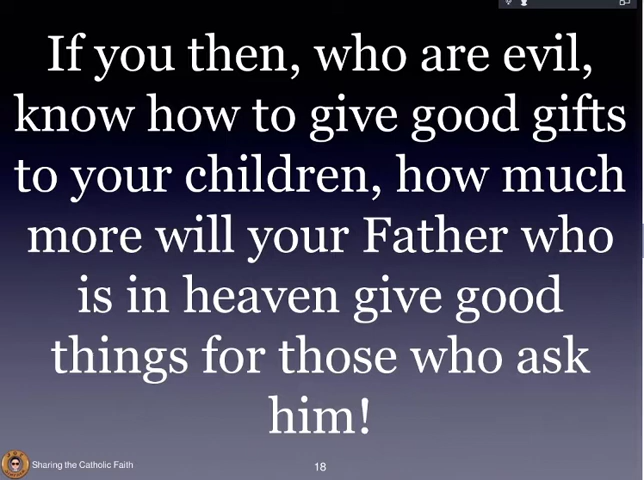 If you then, who are evil,
know how to give good gifts
to your children, how much
more will your Father who
is in heaven give good
things for those who ask
him!
Sharing the Catholic Faith
18